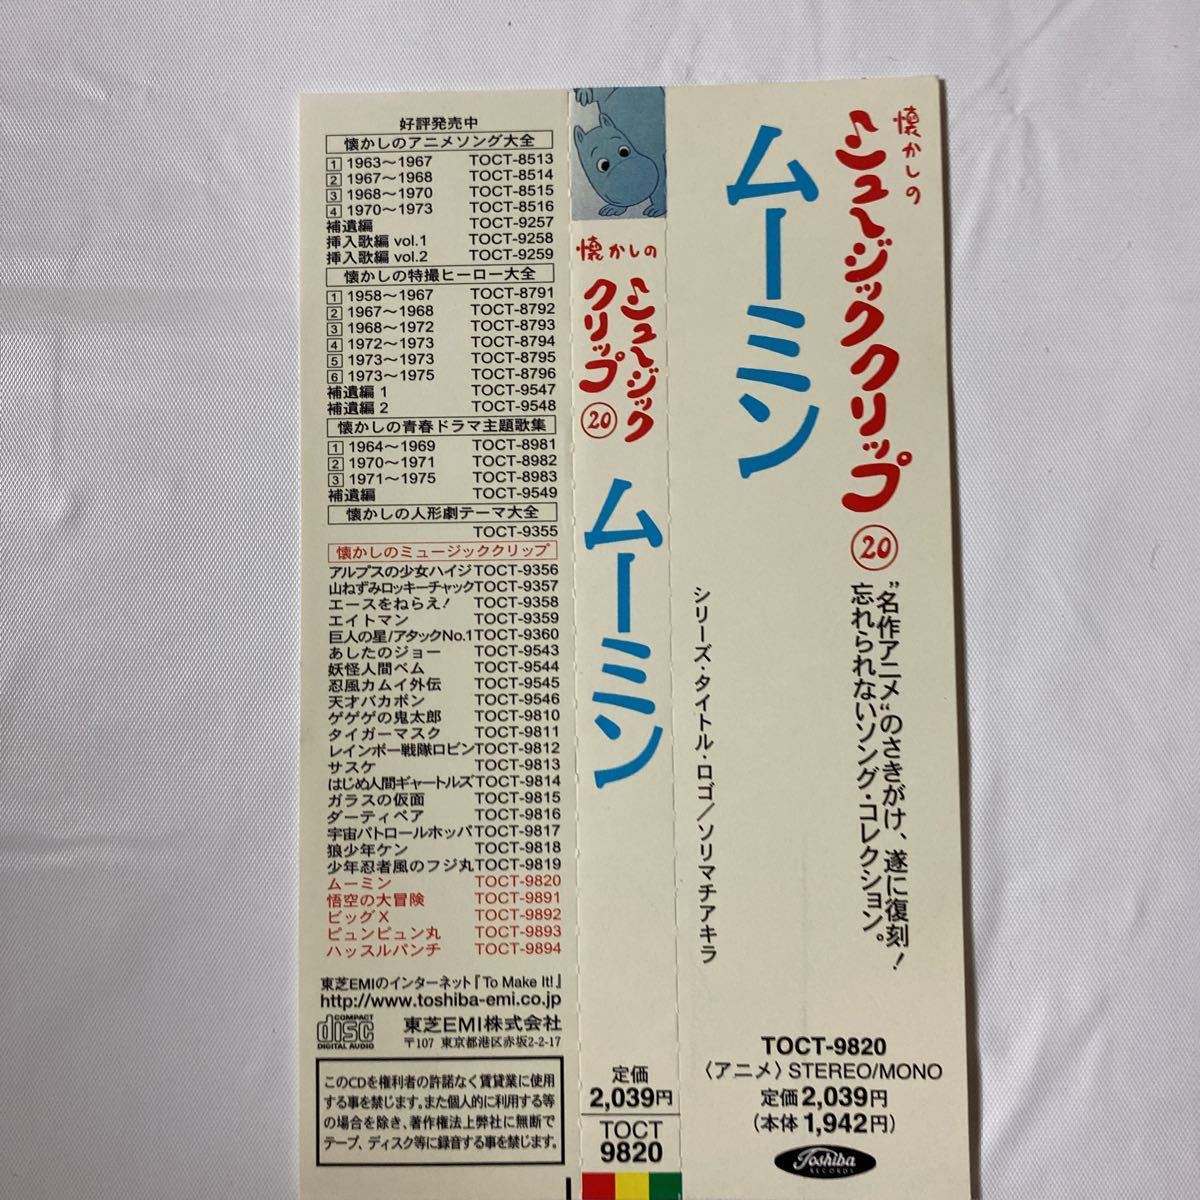 懐かしの
ミュージッククリップ
20
ムーミン
"名作アニメ"のさきがけ、遂に復刻!
忘れられないソング・コレクション。
シリーズ・タイトル・ロゴ/ソリマチアキラ
TOCT-9820
〈アニメ〉STEREO/MONO
定価2,039円
(本体1,942円)
Toshiba
RECORDS
懐かしの
ミュージック
クリップ
20
ムーミン
定価
2,039円
TOCT
9820
好評発売中
懐かしのアニメソング大全
1 1963〜1967 TOCT-8513
2 1967〜1968 TOCT-8514
3 1968〜1970 TOCT-8515
4 1970〜1973 TOCT-8516
補遺編 TOCT-9257
挿入歌編 vol.1 TOCT-9258
挿入歌編 vol.2 TOCT-9259
懐かしの特撮ヒーロー大全
1 1958〜1967 TOCT-8791
2 1967〜1968 TOCT-8792
3 1968〜1972 TOCT-8793
4 1972〜1973 TOCT-8794
5 1973〜1973 TOCT-8795
6 1973〜1975 TOCT-8796
補遺編 1 TOCT-9547
補遺編 2 TOCT-9548
懐かしの青春ドラマ主題歌集
1 1964〜1969 TOCT-8981
2 1970〜1971 TOCT-8982
3 1971〜1975 TOCT-8983
補遺編 TOCT-9549
懐かしの人形劇テーマ大全
TOCT-9355
懐かしのミュージッククリップ
アルプスの少女ハイジ TOCT-9356
山ねずみロッキーチャック TOCT-9357
エースをねらえ! TOCT-9358
エイトマン TOCT-9359
巨人の星/アタックNo.1 TOCT-9360
あしたのジョー TOCT-9543
妖怪人間ベム TOCT-9544
忍風カムイ外伝 TOCT-9545
天才バカボン TOCT-9546
ゲゲゲの鬼太郎 TOCT-9810
タイガーマスク TOCT-9811
レインボー戦隊ロビン TOCT-9812
サスケ TOCT-9813
はじめ人間ギャートルズ TOCT-9814
ガラスの仮面 TOCT-9815
ダーティペア TOCT-9816
宇宙パトロールホッパ TOCT-9817
狼少年ケン TOCT-9818
少年忍者風のフジ丸 TOCT-9819
ムーミン TOCT-9820
悟空の大冒険 TOCT-9891
ビッグX TOCT-9892
ピュンピュン丸 TOCT-9893
ハッスルパンチ TOCT-9894
東芝EMIのインターネット『To Make It!』
http://www.toshiba-emi.co.jp
COMPACT
disc
DIGITAL AUDIO
東芝EMI株式会社
〒107 東京都港区赤坂2-2-17
このCDを権利者の許諾なく賃貸業に使用
する事を禁じます。また個人的に利用する等
の場合を除き、著作権法上弊社に無断で
テープ、ディスク等に録音する事を禁じます。